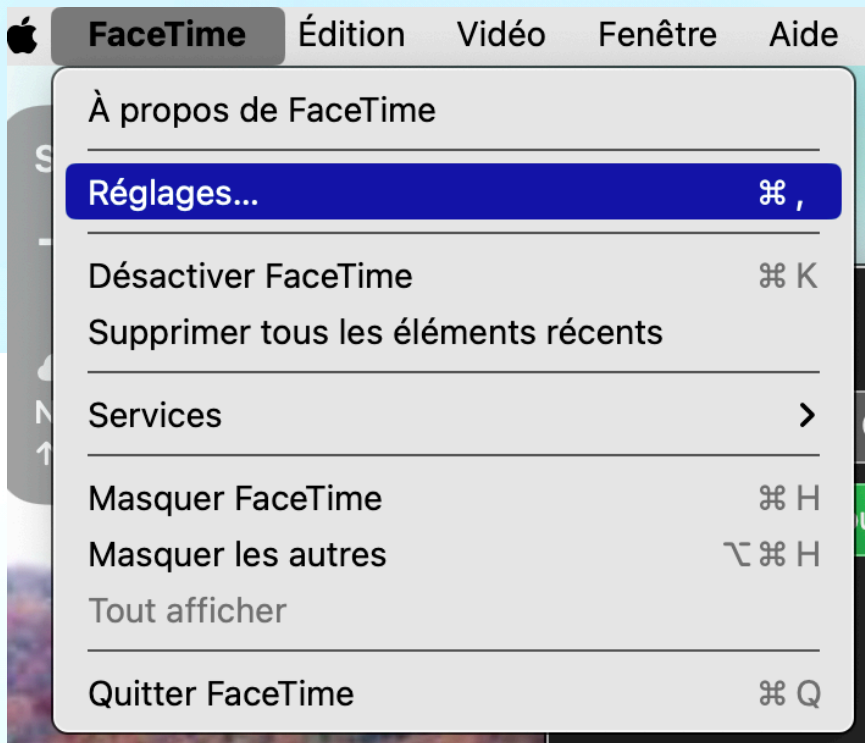 FaceTime Édition Vidéo Fenêtre Aide
À propos de FaceTime
Réglages... ⌘ ,
Désactiver FaceTime ⌘ K
Supprimer tous les éléments récents
Services
Masquer FaceTime ⌘ H
Masquer les autres ⌥ ⌘ H
Tout afficher
Quitter FaceTime ⌘ Q